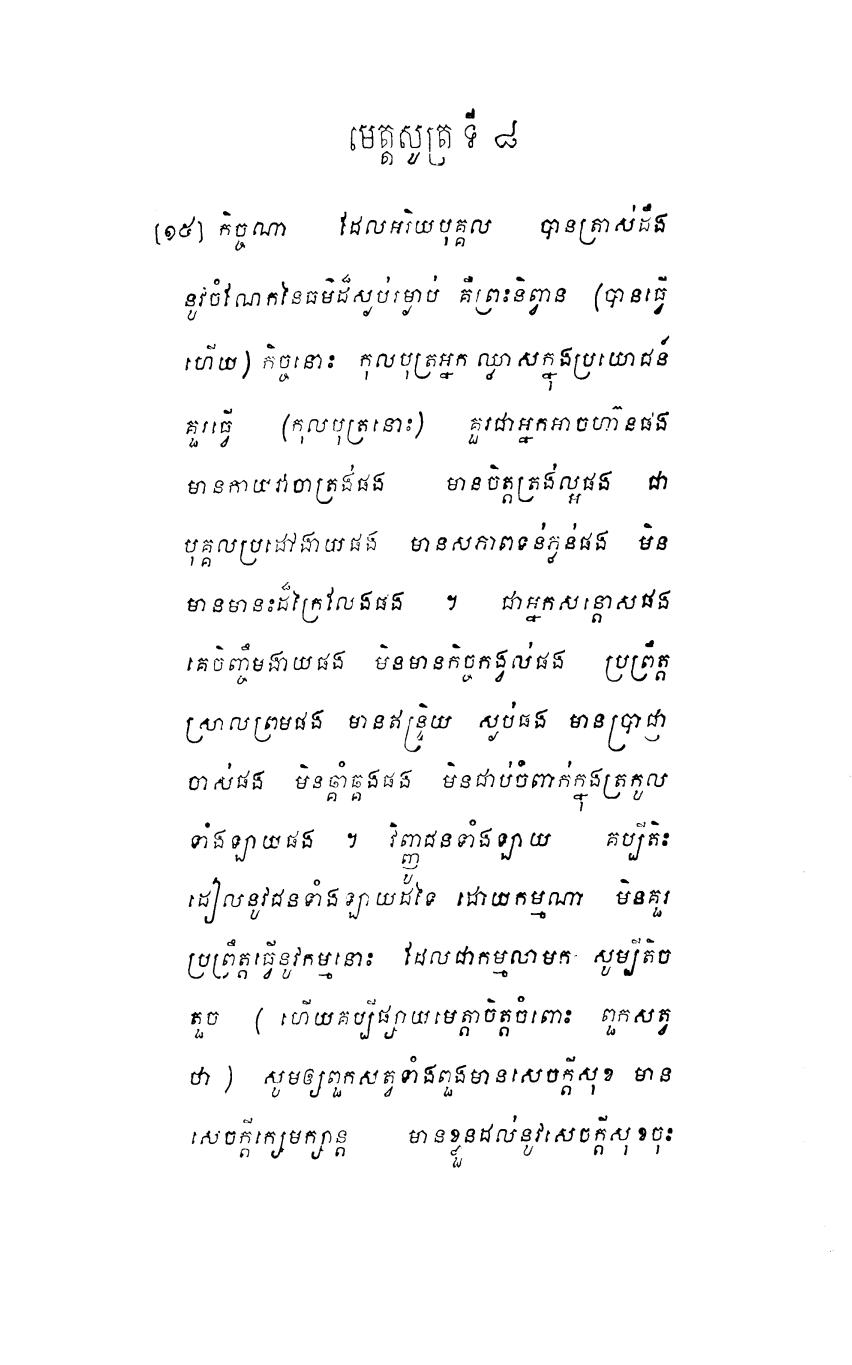 មេត្តសូត្រ ទី ៨
[១៥] កិច្ចណា ដែលអរិយបុគ្គល បានត្រាស់ដឹង
នូវចំណែកនៃធម៌ដ៏ស្ងប់រម្ងាប់ គឺព្រះនិព្វាន (បានធ្វើ
ហើយ) កិច្ចនោះ កុលបុត្រអ្នក ឈ្លាសក្នុងប្រយោជន៍
គួរធ្វើ (កុលបុត្រនោះ) គួរជាអ្នកអាចហ៊ានផង
មានកាយវាចាត្រង់ផង មានចិត្តត្រង់ល្អផង ជា
បុគ្គលប្រដៅងាយផង មានសភាពទន់ភ្លន់ផង មិន
មានមានះដ៏ក្រៃលែងផង ។ ជាអ្នកសន្តោសផង
គេចិញ្ចឹមងាយផង មិនមានកិច្ចកង្វល់ផង ប្រព្រឹត្ត
ស្រាលព្រមផង មានឥន្ទ្រិយ ស្ងប់ផង មានប្រាជ្ញា
ចាស់ផង មិនឆ្គាំឆ្គងផង មិនជាប់ចំពាក់ក្នុងត្រកូល
ទាំងឡាយផង ។ វិញ្ញូជនទាំងឡាយ គប្បីតិះ
ដៀលនូវជនទាំងឡាយដទៃ ដោយកម្មណា មិនគួរ
ប្រព្រឹត្តធ្វើនូវកម្មនោះ ដែលជាកម្មលាមក សូម្បីតិច
តួច ( ហើយគប្បីផ្សាយមេត្តាចិត្តចំពោះ ពួកសត្វ
ថា ) សូមឲ្យពួកសត្វទាំងពួងមានសេចក្តីសុខ មាន
សេចក្តីក្សេមក្សាន្ត មានខ្លួនដល់នូវសេចក្តីសុខចុះ